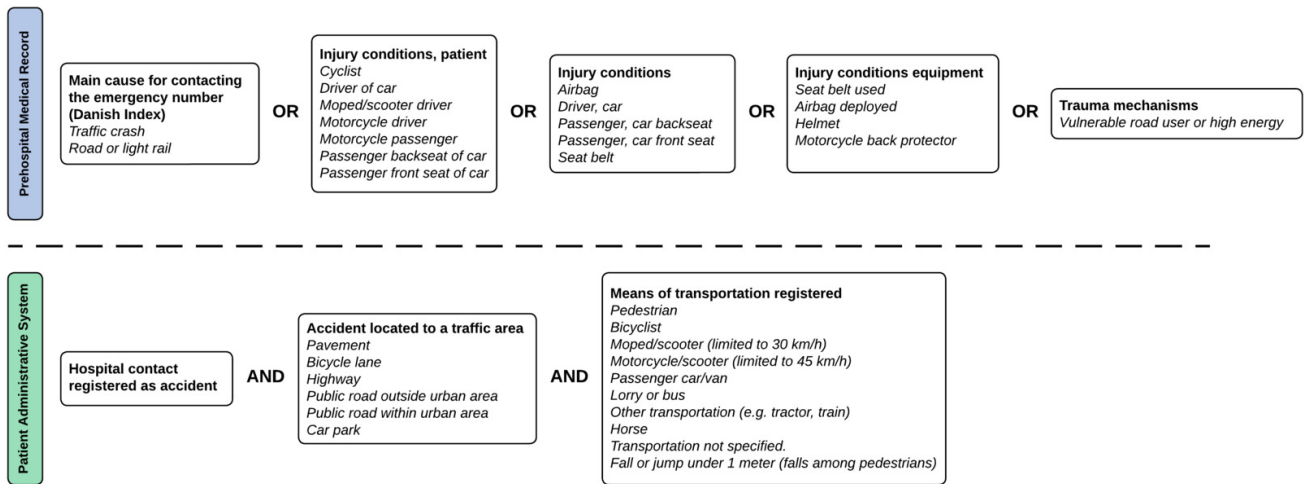 Prehospital Medical Record
Main cause for contacting
the emergency number
(Danish Index)
Traffic crash
Road or light rail
OR
Injury conditions, patient
Cyclist
Driver of car
Moped/scooter driver
Motorcycle driver
Motorcycle passenger
Passenger backseat of car
Passenger front seat of car
OR
Injury conditions
Airbag
Driver, car
Passenger, car backseat
Passenger, car front seat
Seat belt
OR
Injury conditions equipment
Seat belt used
Airbag deployed
Helmet
Motorcycle back protector
OR
Trauma mechanisms
Vulnerable road user or high energy
Patient Administrative System
Hospital contact
registered as accident
AND
Accident located to a traffic area
Pavement
Bicycle lane
Highway
Public road outside urban area
Public road within urban area
Car park
AND
Means of transportation registered
Pedestrian
Bicyclist
Moped/scooter (limited to 30 km/h)
Motorcycle/scooter (limited to 45 km/h)
Passenger car/van
Lorry or bus
Other transportation (e.g. tractor, train)
Horse
Transportation not specified.
Fall or jump under 1 meter (falls among pedestrians)